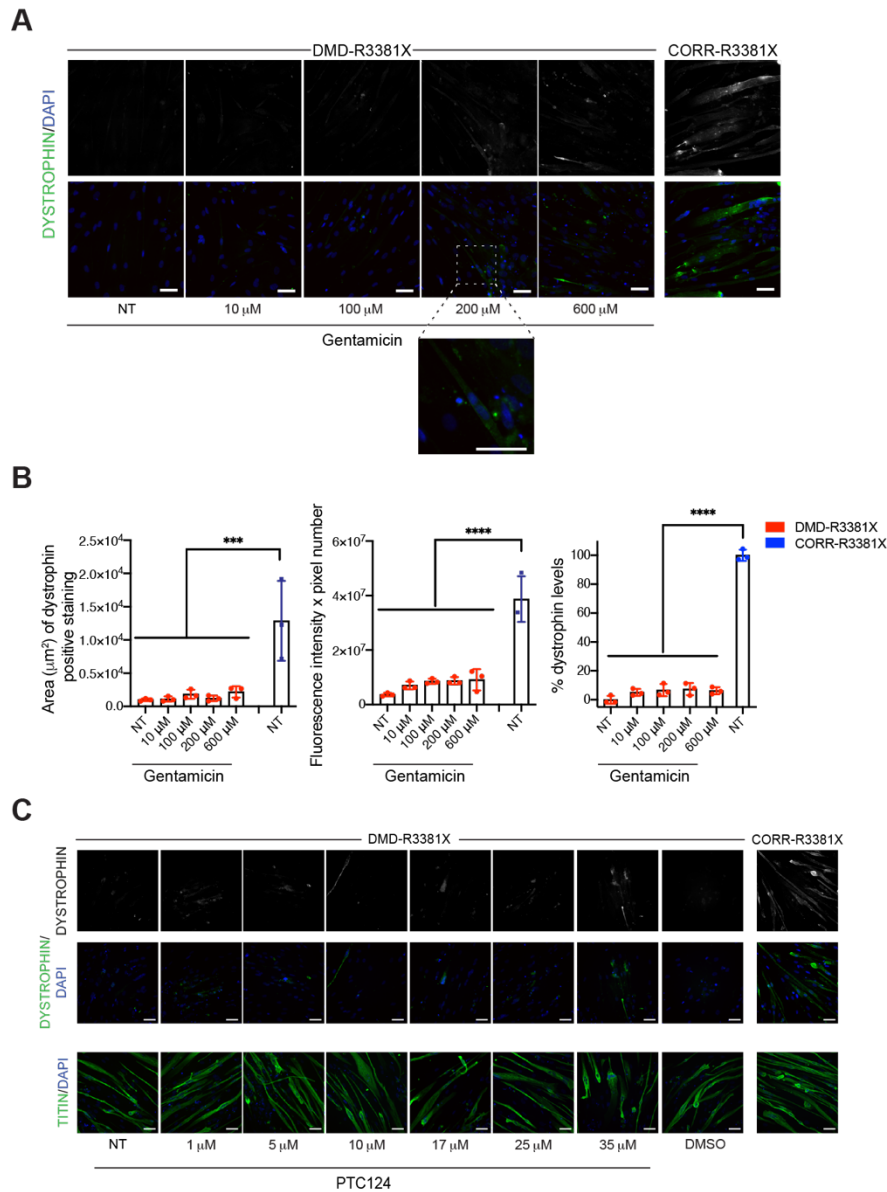 A
DMD-R3381X CORR-R3381X
DYSTROPHIN/DAPI
NT 10 μM 100 μM 200 μM 600 μM
Gentamicin
B
Area (μm²) of dystrophin
positive staining
2.5×10⁴
2.0×10⁴
1.5×10⁴
1.0×10⁴
5.0×10³
0.0
***
NT 10 μM 100 μM 200 μM 600 μM NT
Gentamicin
Fluorescence intensity x pixel number
6×10⁷
4×10⁷
2×10⁷
0
****
NT 10 μM 100 μM 200 μM 600 μM NT
Gentamicin
% dystrophin levels
100
80
60
40
20
0
****
NT 10 μM 100 μM 200 μM 600 μM NT
Gentamicin
DMD-R3381X
CORR-R3381X
C
DMD-R3381X CORR-R3381X
DYSTROPHIN
DYSTROPHIN/
DAPI
TITIN/DAPI
NT 1 μM 5 μM 10 μM 17 μM 25 μM 35 μM DMSO
PTC124